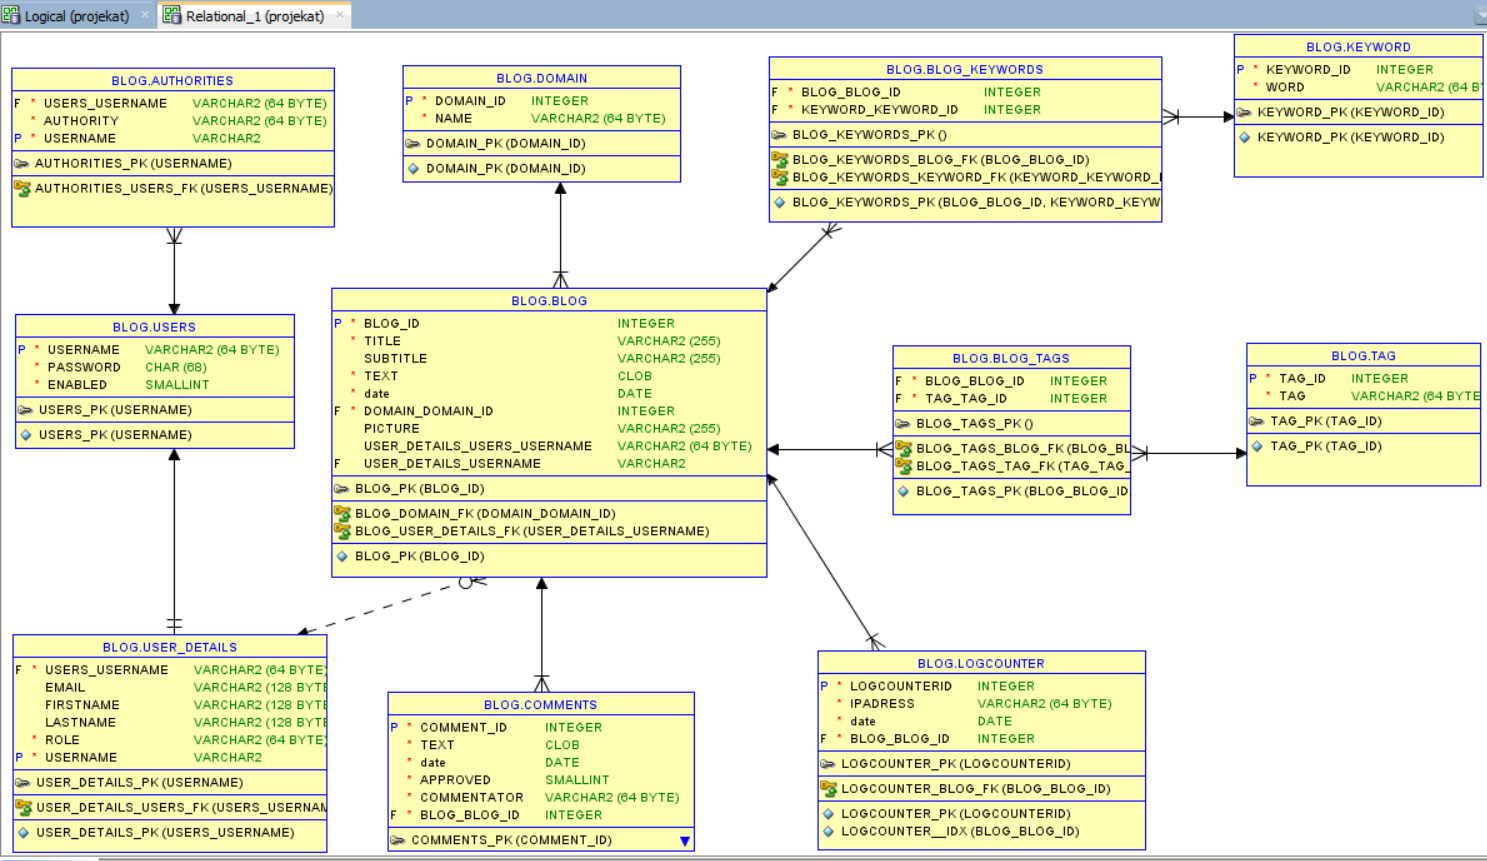 Logical (projekat)
Relational_1 (projekat)
BLOG.AUTHORITIES
F * USERS_USERNAME VARCHAR2 (64 BYTE)
* AUTHORITY VARCHAR2 (64 BYTE)
P * USERNAME VARCHAR2
AUTHORITIES_PK (USERNAME)
AUTHORITIES_USERS_FK (USERS_USERNAME)
BLOG.DOMAIN
P * DOMAIN_ID INTEGER
* NAME VARCHAR2 (64 BYTE)
DOMAIN_PK (DOMAIN_ID)
DOMAIN_PK (DOMAIN_ID)
BLOG.BLOG_KEYWORDS
F * BLOG_BLOG_ID INTEGER
F * KEYWORD_KEYWORD_ID INTEGER
BLOG_KEYWORDS_PK ()
BLOG_KEYWORDS_BLOG_FK (BLOG_BLOG_ID)
BLOG_KEYWORDS_KEYWORD_FK (KEYWORD_KEYWORD_I
BLOG_KEYWORDS_PK (BLOG_BLOG_ID, KEYWORD_KEYW
BLOG.KEYWORD
P * KEYWORD_ID INTEGER
* WORD VARCHAR2 (64 B
KEYWORD_PK (KEYWORD_ID)
KEYWORD_PK (KEYWORD_ID)
BLOG.USERS
P * USERNAME VARCHAR2 (64 BYTE)
* PASSWORD CHAR (68)
* ENABLED SMALLINT
USERS_PK (USERNAME)
USERS_PK (USERNAME)
BLOG.BLOG
P * BLOG_ID INTEGER
* TITLE VARCHAR2 (255)
SUBTITLE VARCHAR2 (255)
* TEXT CLOB
* date DATE
F * DOMAIN_DOMAIN_ID INTEGER
PICTURE VARCHAR2 (255)
USER_DETAILS_USERS_USERNAME VARCHAR2 (64 BYTE)
F USER_DETAILS_USERNAME VARCHAR2
BLOG_PK (BLOG_ID)
BLOG_DOMAIN_FK (DOMAIN_DOMAIN_ID)
BLOG_USER_DETAILS_FK (USER_DETAILS_USERNAME)
BLOG_PK (BLOG_ID)
BLOG.BLOG_TAGS
F * BLOG_BLOG_ID INTEGER
F * TAG_TAG_ID INTEGER
BLOG_TAGS_PK ()
BLOG_TAGS_BLOG_FK (BLOG_BL
BLOG_TAGS_TAG_FK (TAG_TAG_
BLOG_TAGS_PK (BLOG_BLOG_ID
BLOG.TAG
P * TAG_ID INTEGER
* TAG VARCHAR2 (64 BYTE
TAG_PK (TAG_ID)
TAG_PK (TAG_ID)
BLOG.USER_DETAILS
F * USERS_USERNAME VARCHAR2 (64 BYTE)
EMAIL VARCHAR2 (128 BYTE
FIRSTNAME VARCHAR2 (128 BYTE
LASTNAME VARCHAR2 (128 BYTE
* ROLE VARCHAR2 (64 BYTE)
P * USERNAME VARCHAR2
USER_DETAILS_PK (USERNAME)
USER_DETAILS_USERS_FK (USERS_USERNAM
USER_DETAILS_PK (USERS_USERNAME)
BLOG.COMMENTS
P * COMMENT_ID INTEGER
* TEXT CLOB
* date DATE
* APPROVED SMALLINT
* COMMENTATOR VARCHAR2 (64 BYTE)
F * BLOG_BLOG_ID INTEGER
COMMENTS_PK (COMMENT_ID)
BLOG.LOGCOUNTER
P * LOGCOUNTERID INTEGER
* IPADRESS VARCHAR2 (64 BYTE)
* date DATE
F * BLOG_BLOG_ID INTEGER
LOGCOUNTER_PK (LOGCOUNTERID)
LOGCOUNTER_BLOG_FK (BLOG_BLOG_ID)
LOGCOUNTER_PK (LOGCOUNTERID)
LOGCOUNTER__IDX (BLOG_BLOG_ID)